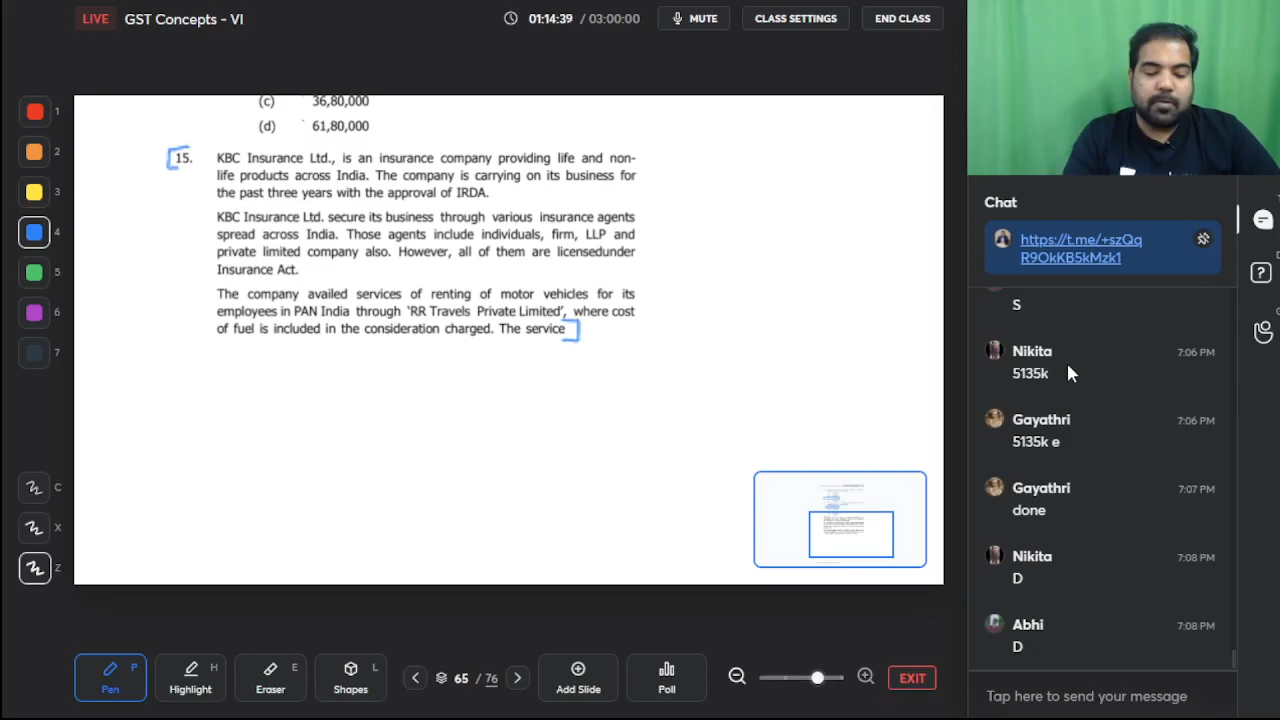 LIVE GST Concepts - VI 01:14:39 / 03:00:00 MUTE CLASS SETTINGS END CLASS
(c) 36,80,000
(d) 61,80,000
15. KBC Insurance Ltd., is an insurance company providing life and non-
life products across India. The company is carrying on its business for
the past three years with the approval of IRDA.
KBC Insurance Ltd. secure its business through various insurance agents
spread across India. Those agents include individuals, firm, LLP and
private limited company also. However, all of them are licensedunder
Insurance Act.
The company availed services of renting of motor vehicles for its
employees in PAN India through 'RR Travels Private Limited', where cost
of fuel is included in the consideration charged. The service
1
2
3
4
5
6
7
C
X
Z
P
Pen
H
Highlight
E
Eraser
L
Shapes
65 / 76
Add Slide
Poll
EXIT
Chat
https://t.me/+szQq
R9OkKB5kMzk1
S
Nikita 7:06 PM
5135k
Gayathri 7:06 PM
5135k e
Gayathri 7:07 PM
done
Nikita 7:08 PM
D
Abhi 7:08 PM
D
Tap here to send your message